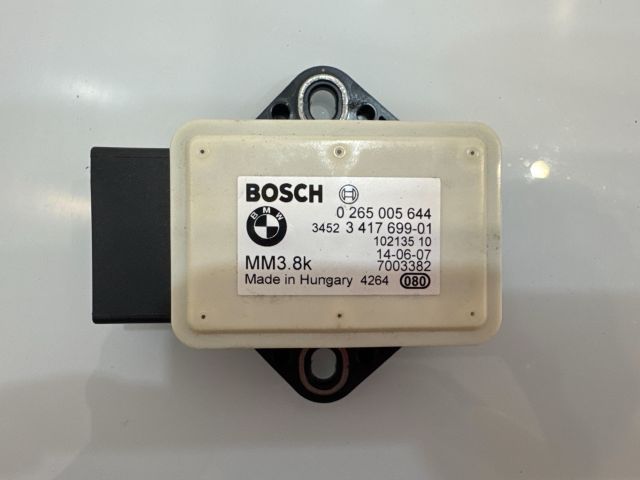 BOSCH
BMW
0 265 005 644
3452 3 417 699-01
102135 10
14-06-07
MM3.8k 7003382
Made in Hungary 4264 080